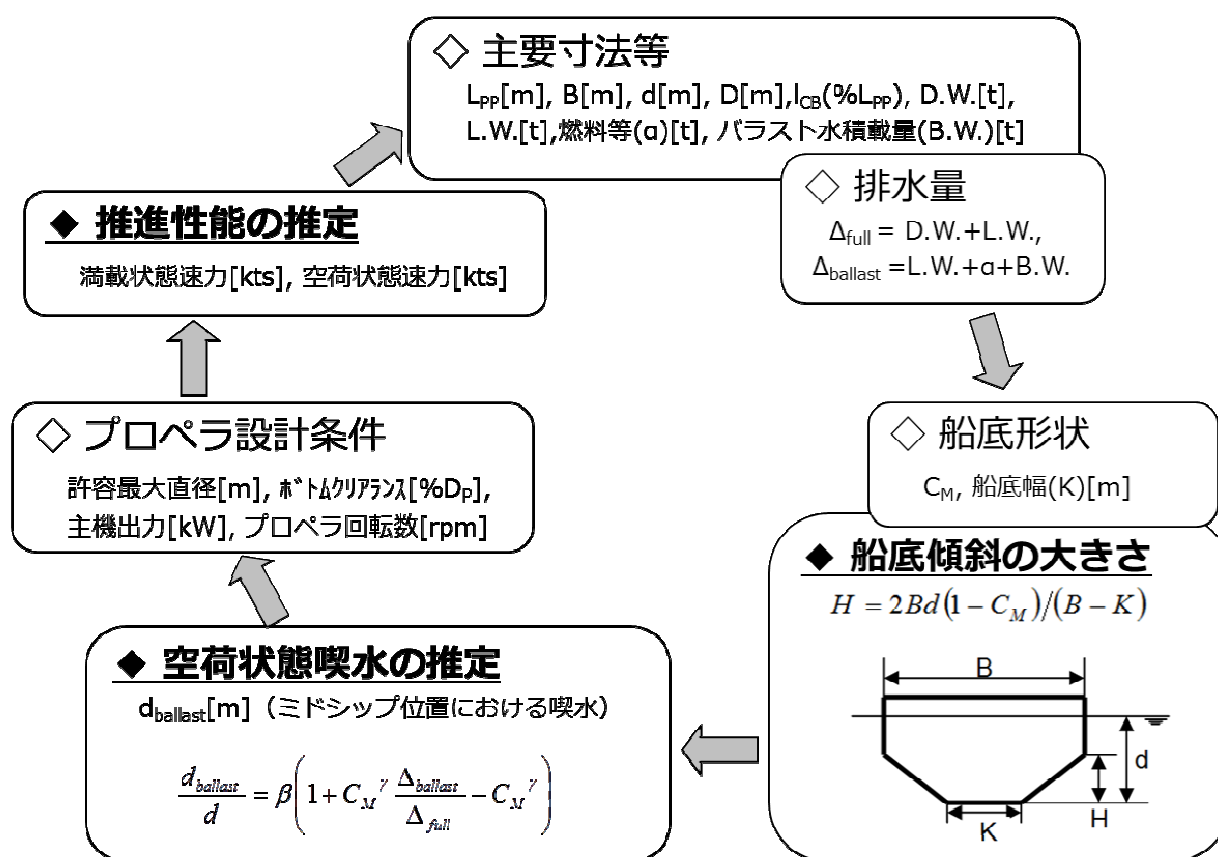 ◇ 主要寸法等
L_PP[m], B[m], d[m], D[m],l_CB(%L_PP), D.W.[t],
L.W.[t],燃料等(α)[t], バラスト水積載量(B.W.)[t]
◇ 排水量
Δ_full = D.W.+L.W.,
Δ_ballast =L.W.+α+B.W.
◇ 船底形状
C_M, 船底幅(K)[m]
◆ 船底傾斜の大きさ
H = 2Bd(1 − C_M)/(B − K)
B
d
H
K
◆ 空荷状態喫水の推定
d_ballast[m]（ミドシップ位置における喫水）
d_ballast/d = β(1 + C_M^γ Δ_ballast/Δ_full − C_M^γ)
◇ プロペラ設計条件
許容最大直径[m], ﾎﾞﾄﾑｸﾘｱﾗﾝｽ[%D_P],
主機出力[kW], プロペラ回転数[rpm]
◆ 推進性能の推定
満載状態速力[kts], 空荷状態速力[kts]